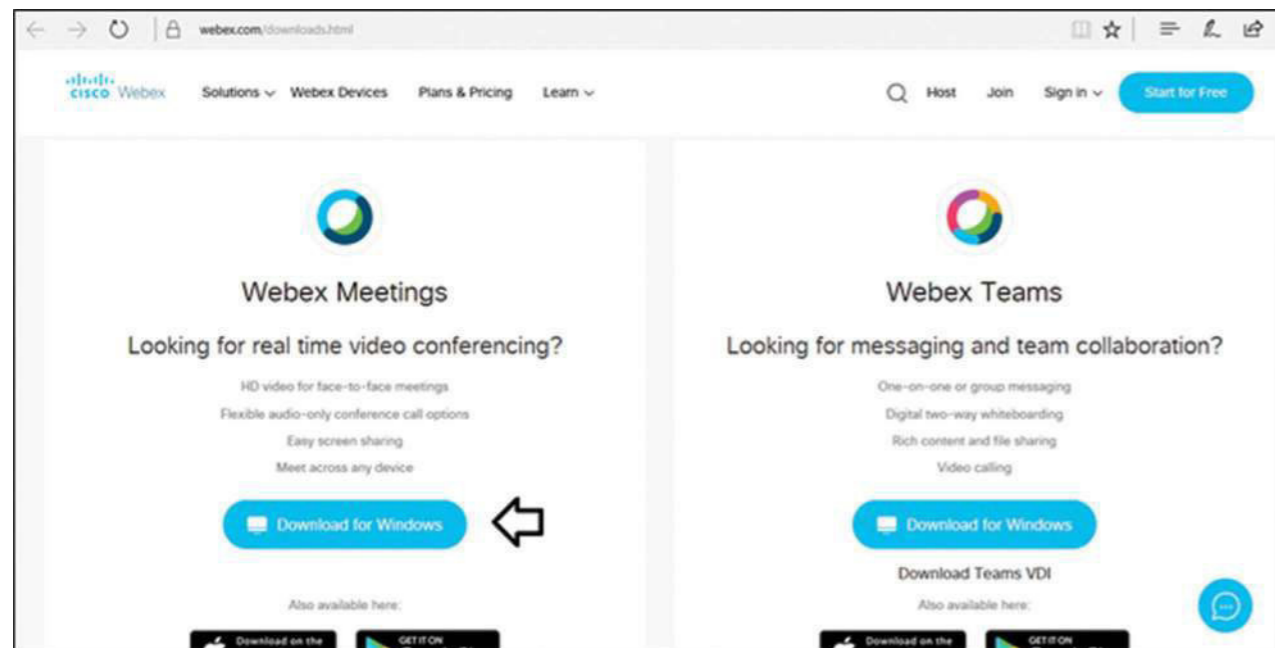 webex.com/downloads.html
CISCO Webex Solutions Webex Devices Plans & Pricing Learn Host Join Sign in Start for Free
Webex Meetings
Looking for real time video conferencing?
HD video for face-to-face meetings
Flexible audio-only conference call options
Easy screen sharing
Meet across any device
Download for Windows
Also available here:
Download on the
GET IT ON
Webex Teams
Looking for messaging and team collaboration?
One-on-one or group messaging
Digital two-way whiteboarding
Rich content and file sharing
Video calling
Download for Windows
Download Teams VDI
Also available here:
Download on the
GET IT ON